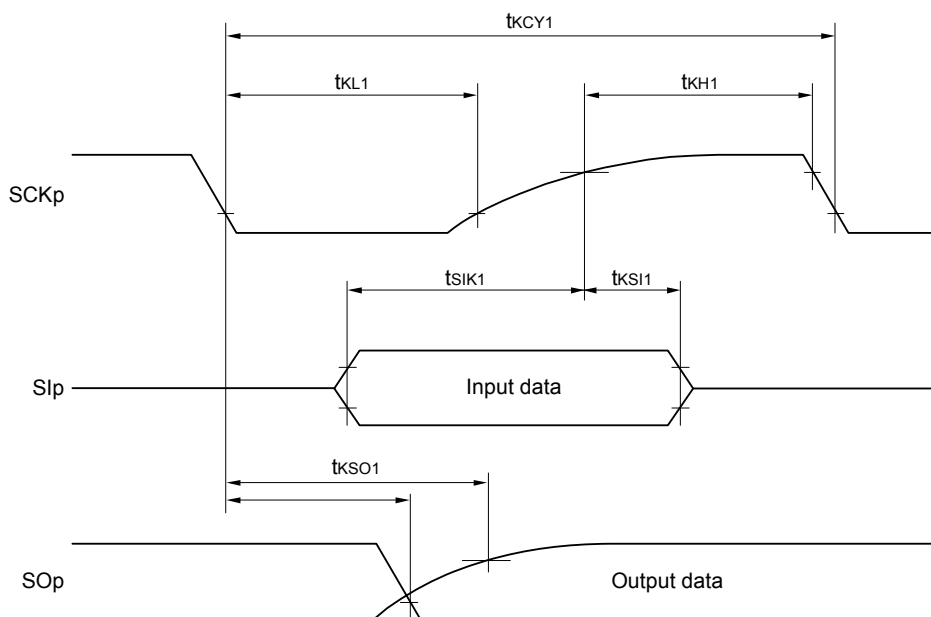 tKCY1
tKL1
tKH1
SCKp
tSIK1
tKSI1
SIp
Input data
tKSO1
SOp
Output data